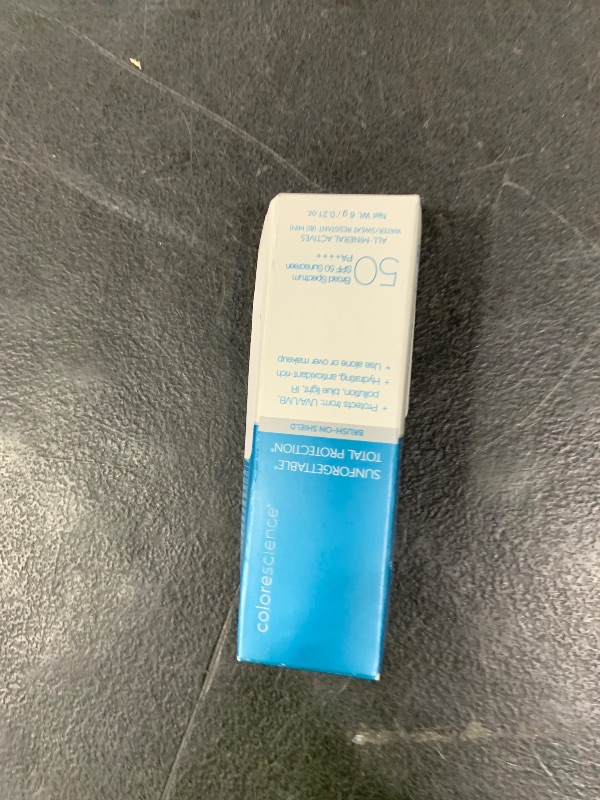 colorescience®
SUNFORGETTABLE®
TOTAL PROTECTION®
BRUSH-ON SHIELD
+ Protects from: UVA/UVB,
pollution, blue light, IR
+ Hydrating, antioxidant-rich
+ Use alone or over makeup
50
Broad Spectrum
SPF 50 Sunscreen
PA++++
ALL-MINERAL ACTIVES
WATER/SWEAT RESISTANT (80 MIN)
Net Wt. 6 g / 0.21 oz.